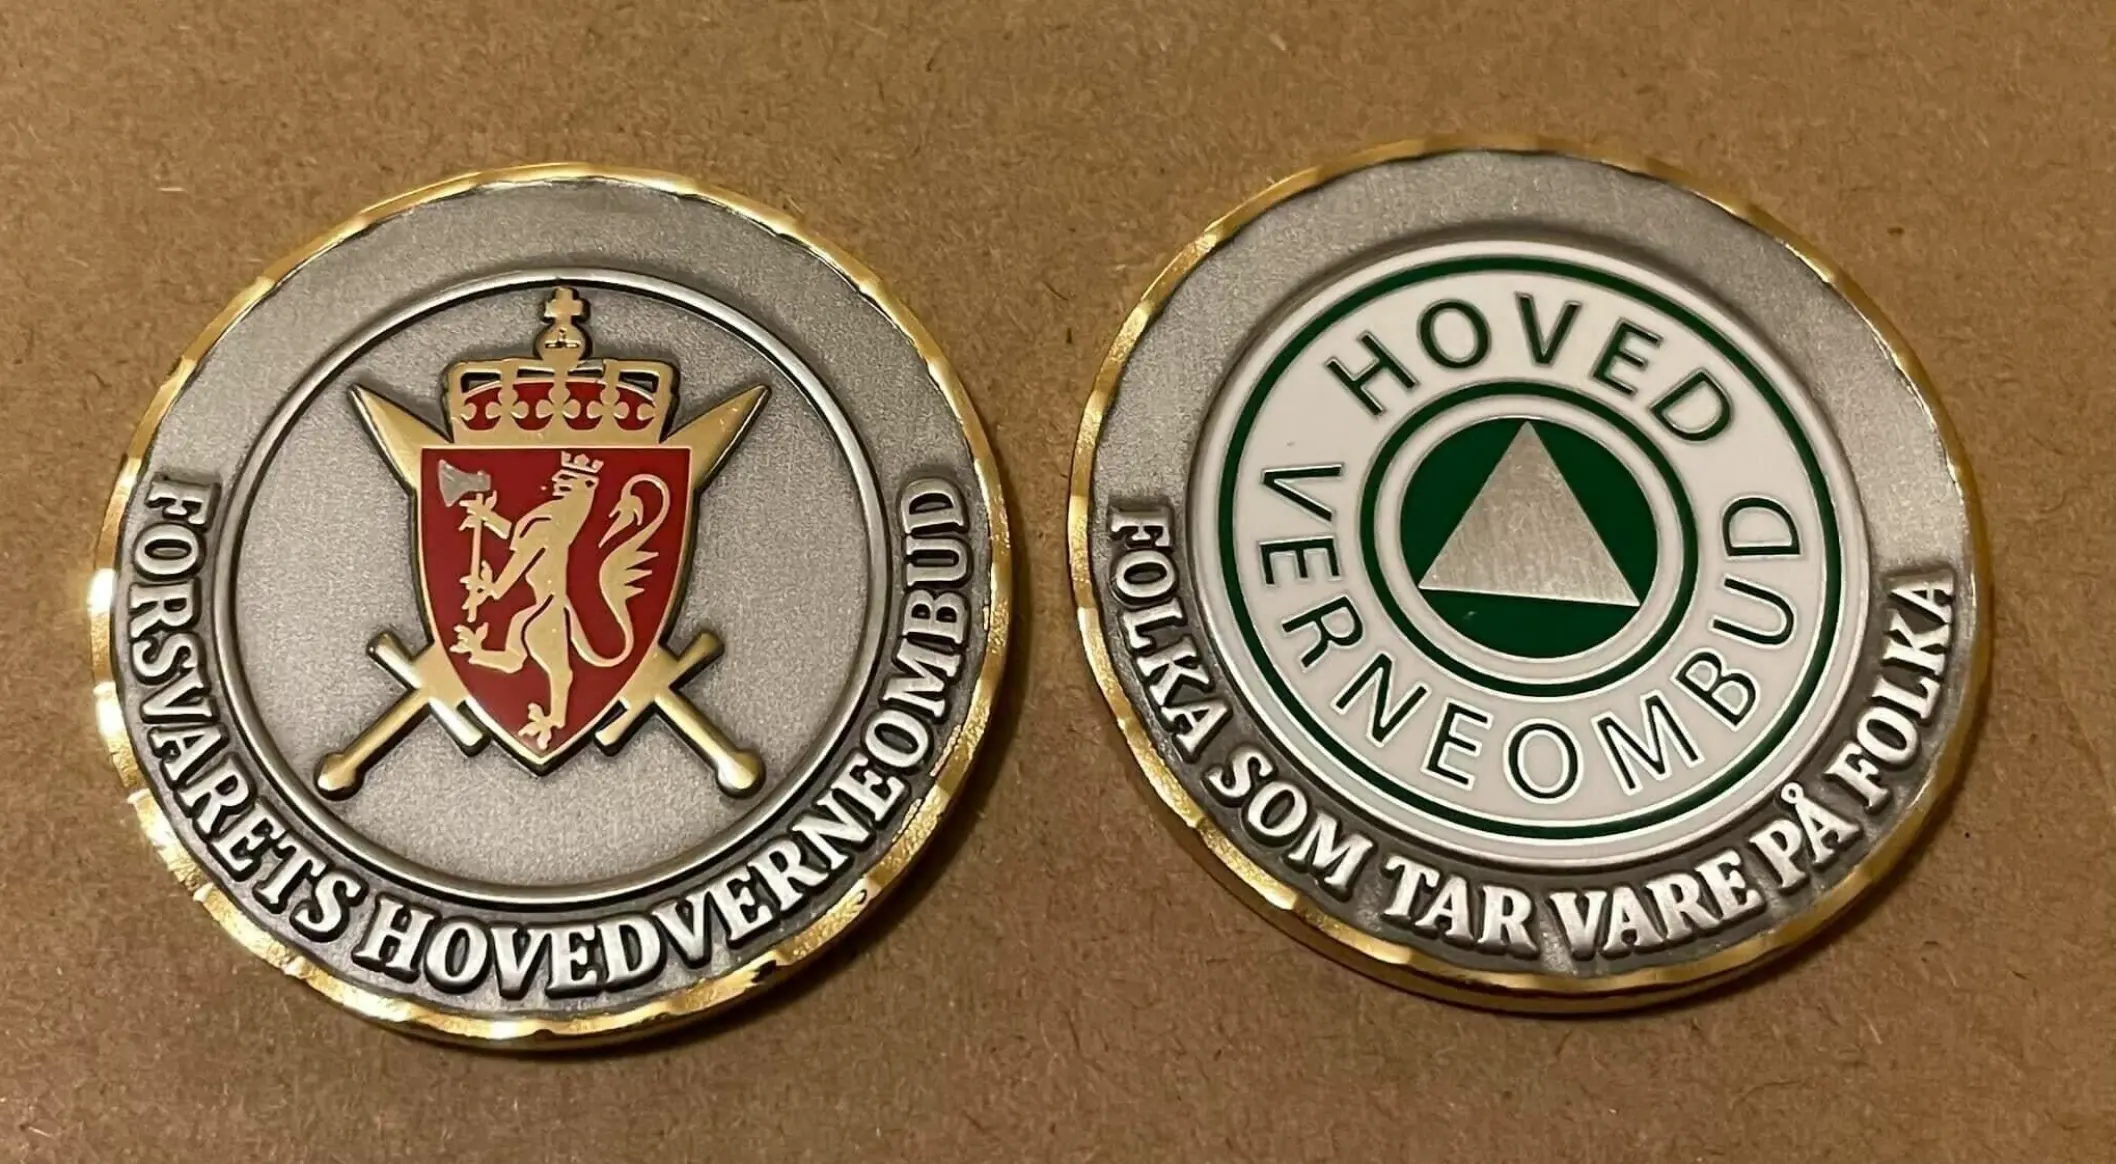 FORSVARETS HOVEDVERNEOMBUD
HOVED
VERNEOMBUD
FOLKA SOM TAR VARE PÅ FOLKA